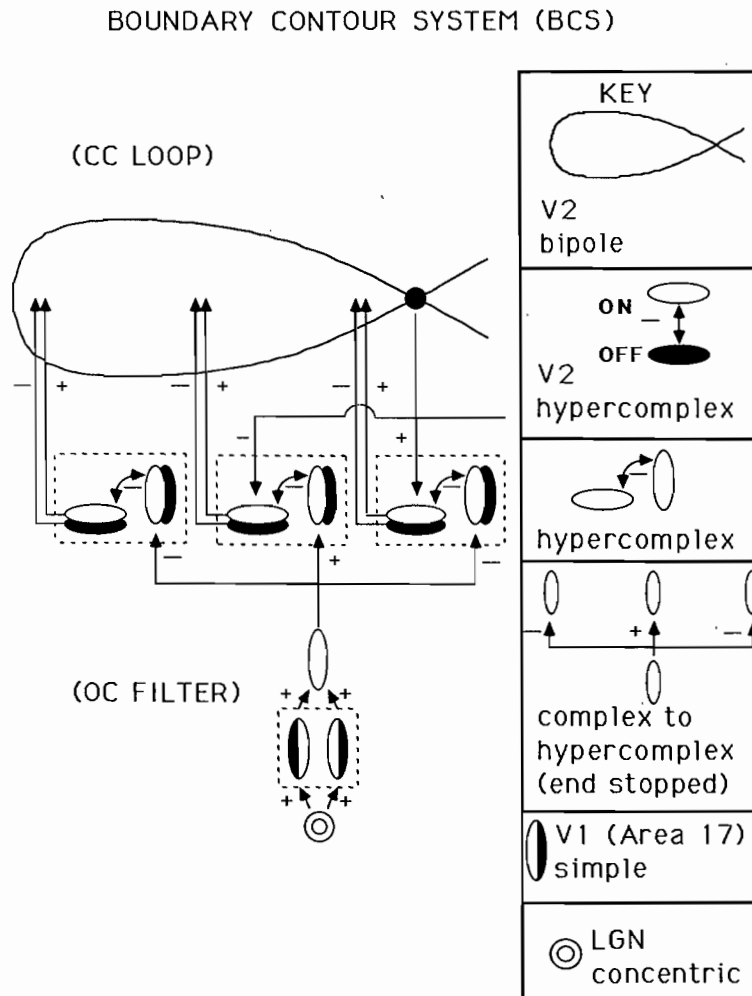 BOUNDARY CONTOUR SYSTEM (BCS)
(CC LOOP)
— +
— +
— +
— +
— — —
— + —
(OC FILTER)
+ +
+ +
KEY
V2
bipole
ON
—
OFF
V2
hypercomplex
—
hypercomplex
— + —
complex to
hypercomplex
(end stopped)
V1 (Area 17)
simple
LGN
concentric